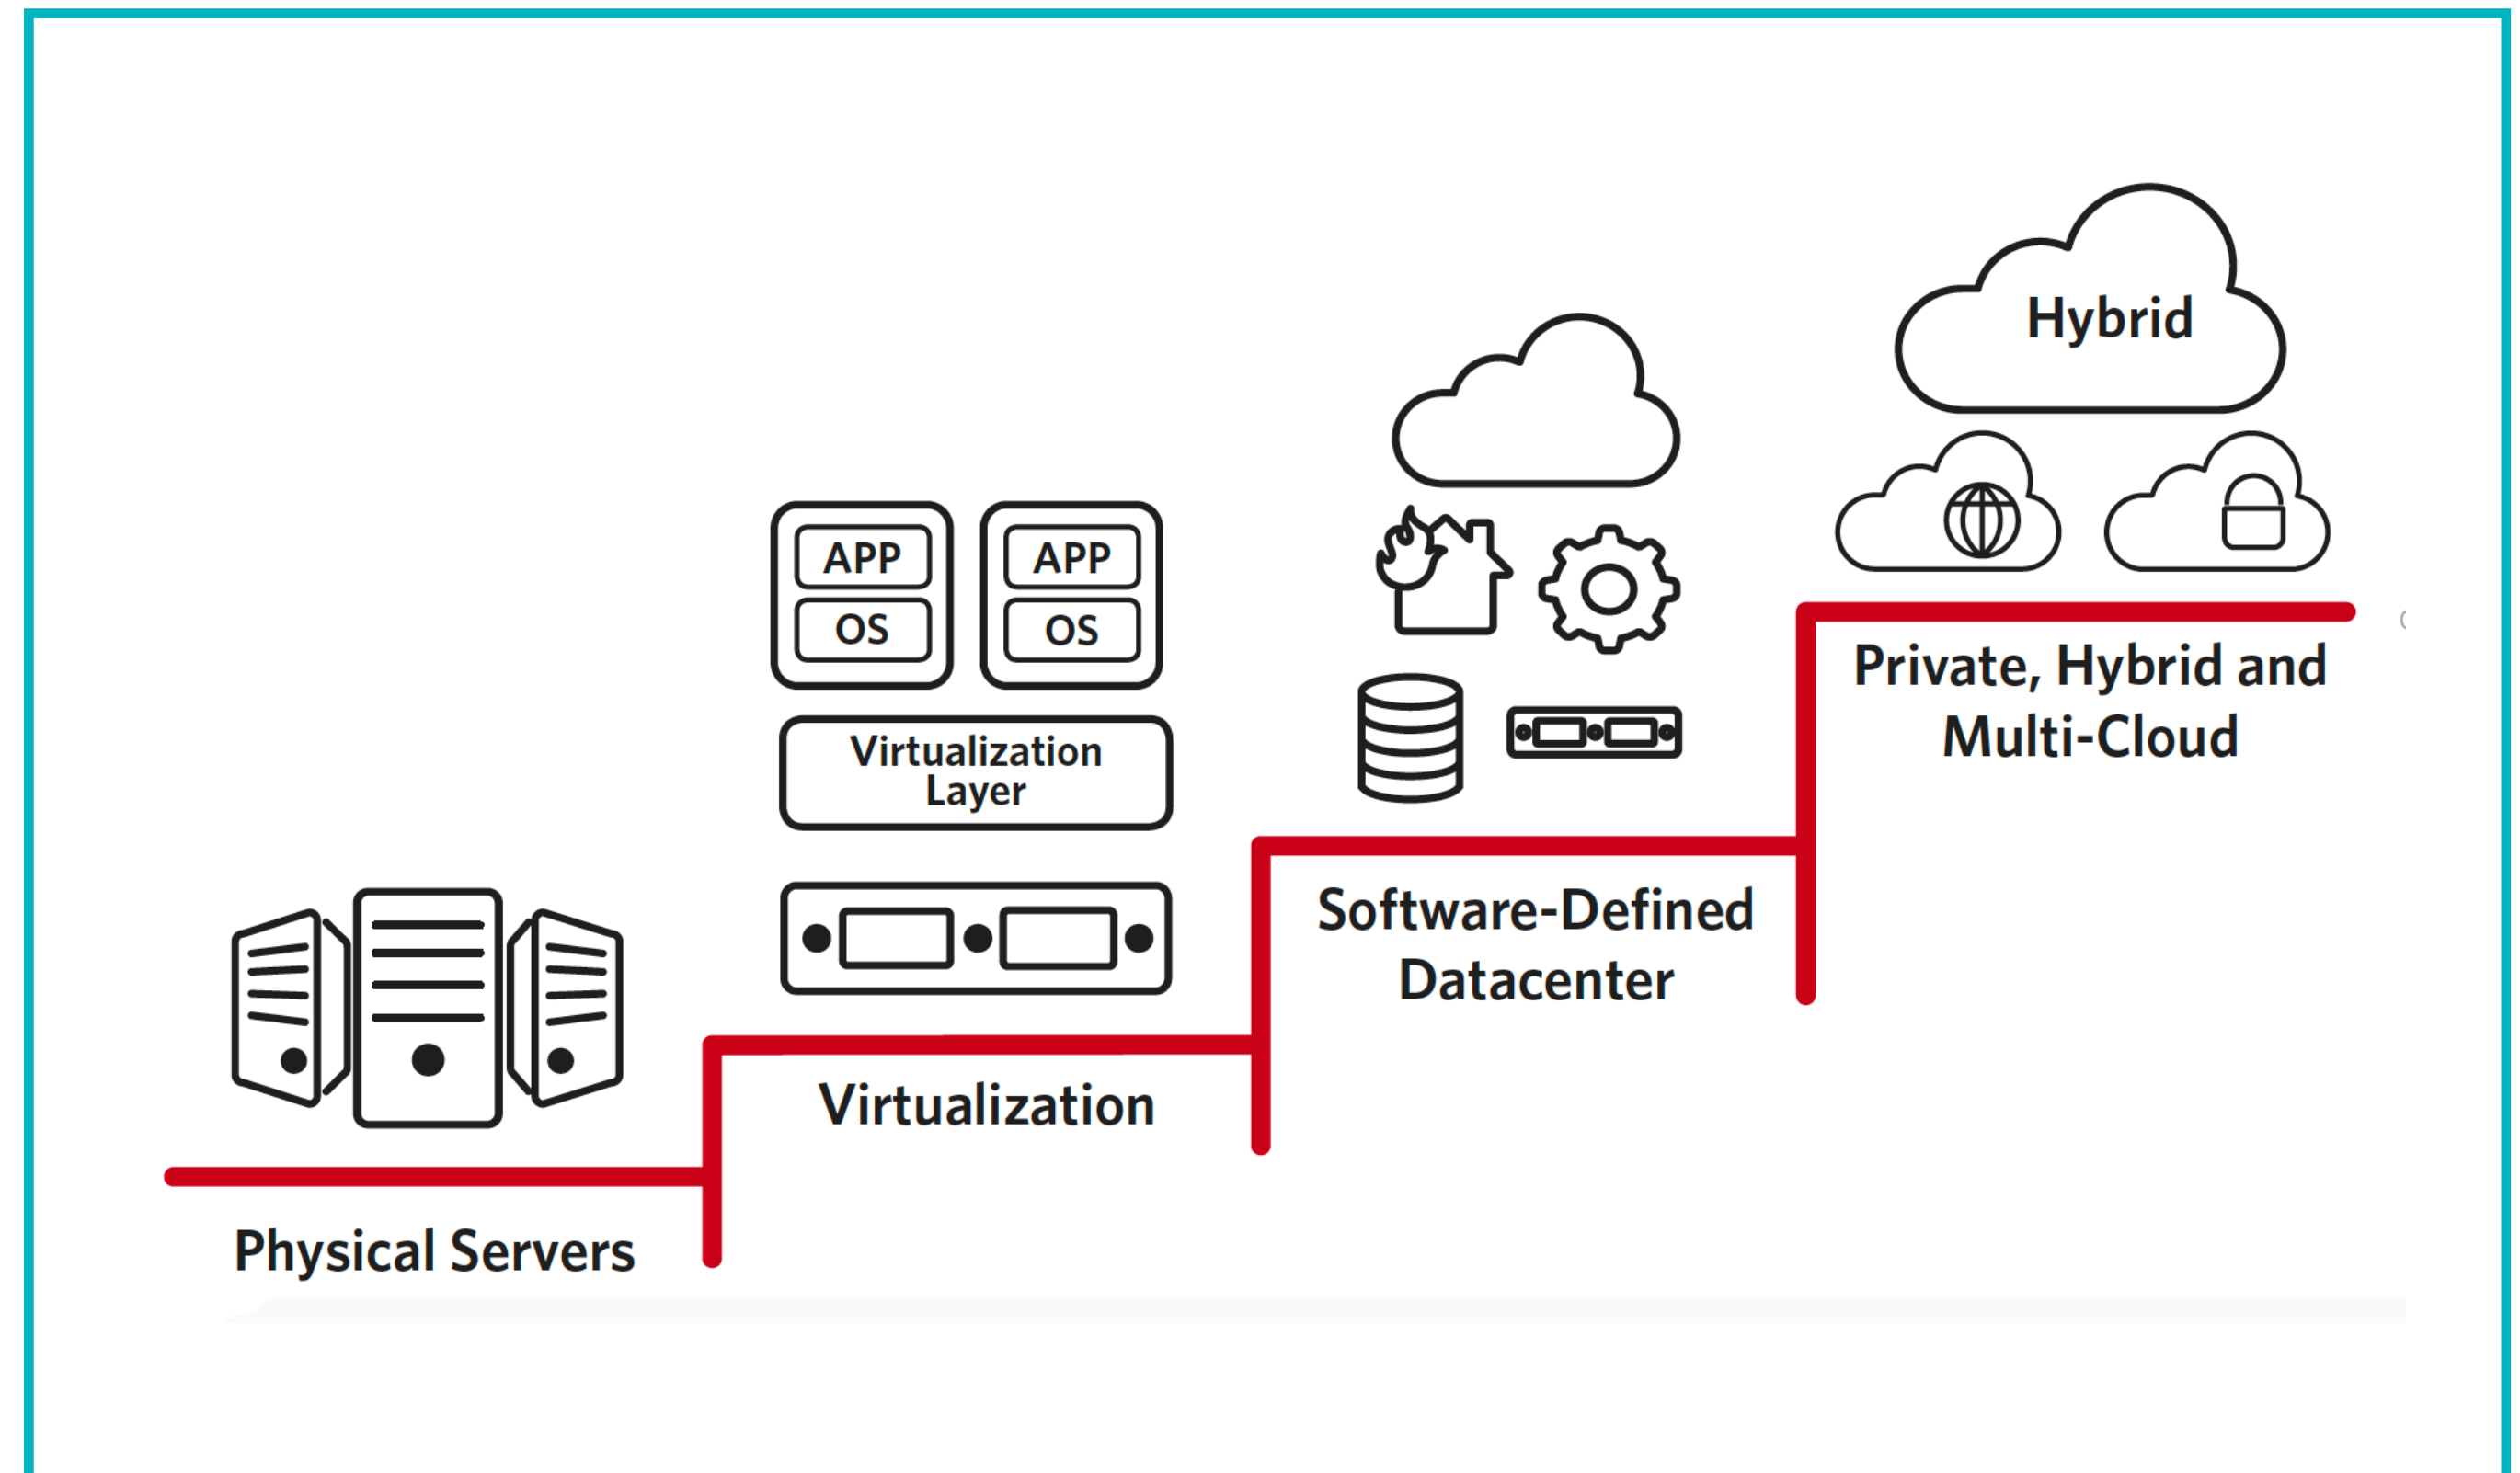 Hybrid
APP
APP
OS
OS
Virtualization
Layer
Private, Hybrid and
Multi-Cloud
Software-Defined
Datacenter
Virtualization
Physical Servers